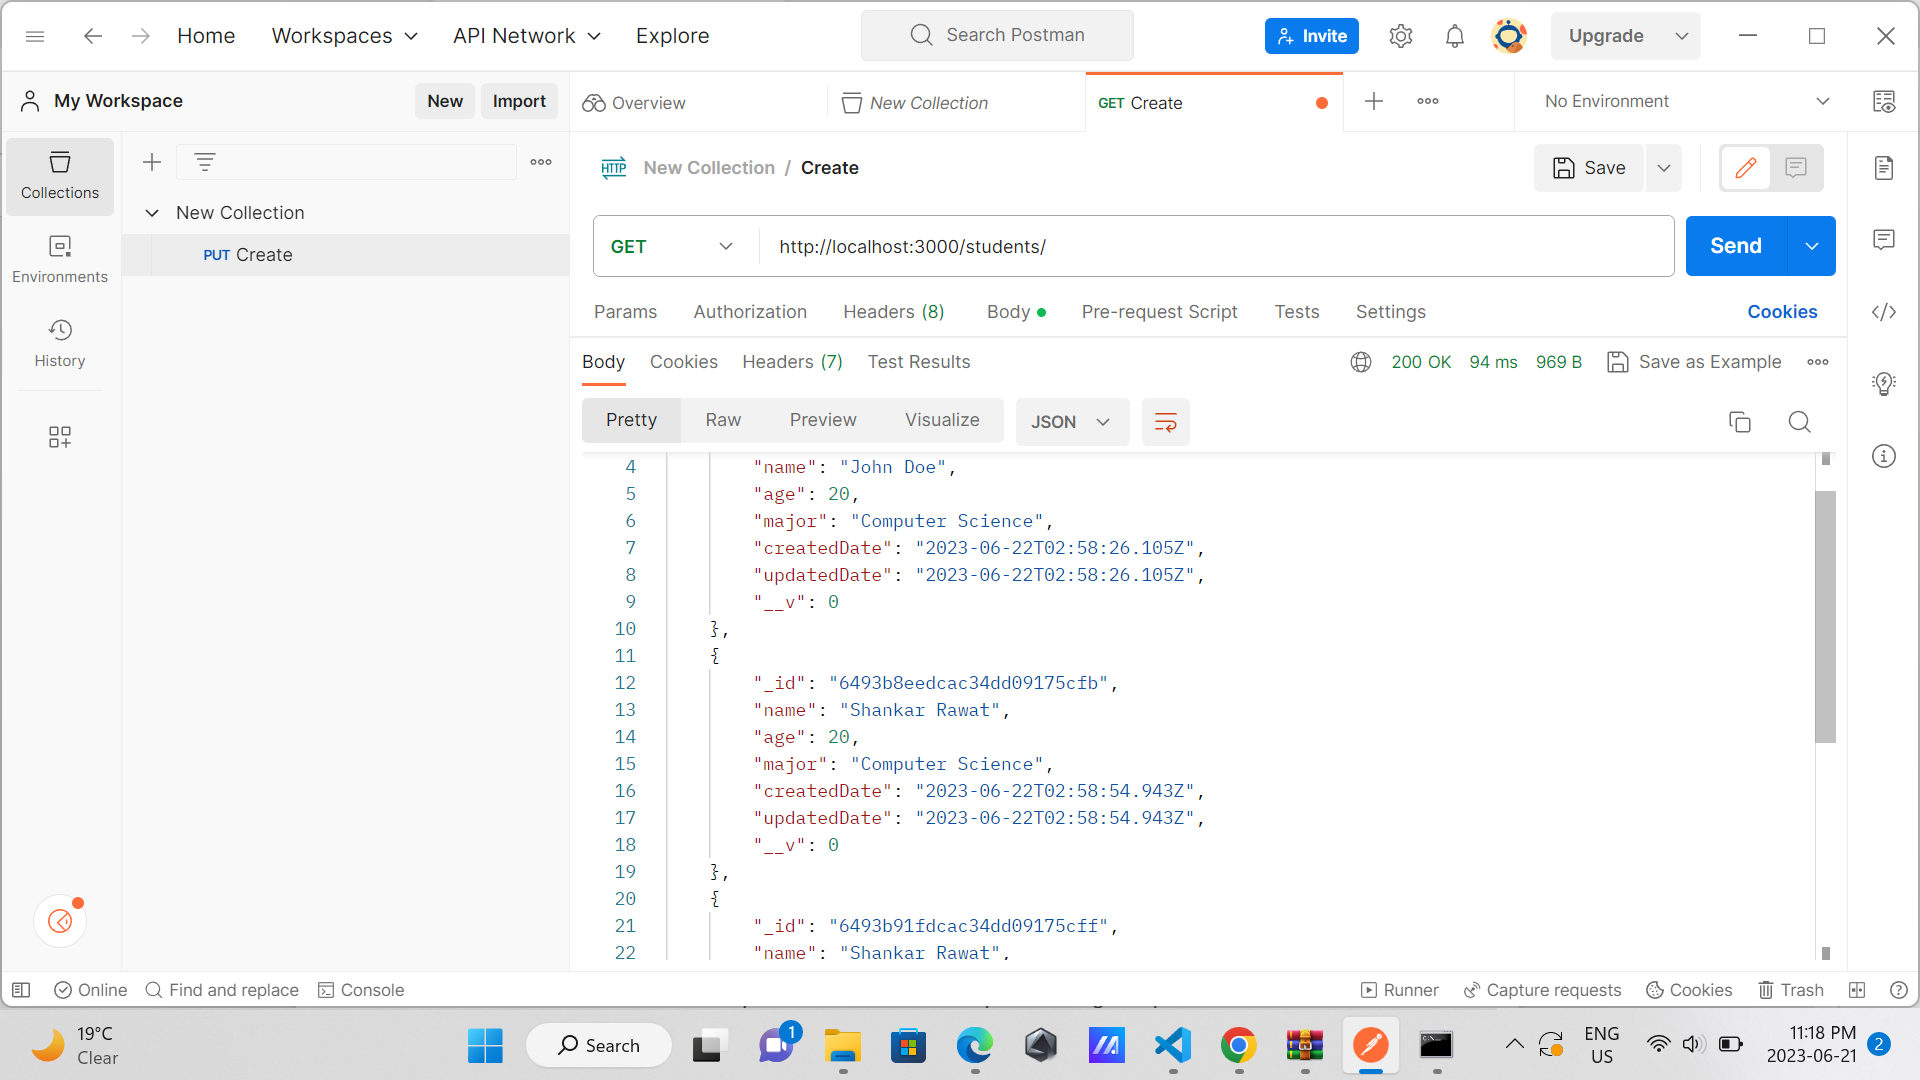 Home
Workspaces
API Network
Explore
Search Postman
Invite
Upgrade
My Workspace
New
Import
Overview
New Collection
GET Create
No Environment
Collections
Environments
History
New Collection
PUT Create
HTTP New Collection / Create
Save
GET
http://localhost:3000/students/
Send
Params
Authorization
Headers (8)
Body
Pre-request Script
Tests
Settings
Cookies
Body
Cookies
Headers (7)
Test Results
200 OK
94 ms
969 B
Save as Example
Pretty
Raw
Preview
Visualize
JSON
4 "name": "John Doe",
5 "age": 20,
6 "major": "Computer Science",
7 "createdDate": "2023-06-22T02:58:26.105Z",
8 "updatedDate": "2023-06-22T02:58:26.105Z",
9 "__v": 0
10 },
11 {
12 "_id": "6493b8eedcac34dd09175cfb",
13 "name": "Shankar Rawat",
14 "age": 20,
15 "major": "Computer Science",
16 "createdDate": "2023-06-22T02:58:54.943Z",
17 "updatedDate": "2023-06-22T02:58:54.943Z",
18 "__v": 0
19 },
20 {
21 "_id": "6493b91fdcac34dd09175cff",
22 "name": "Shankar Rawat",
Online
Find and replace
Console
Runner
Capture requests
Cookies
Trash
19°C
Clear
Search
1
ENG
US
11:18 PM
2023-06-21
2